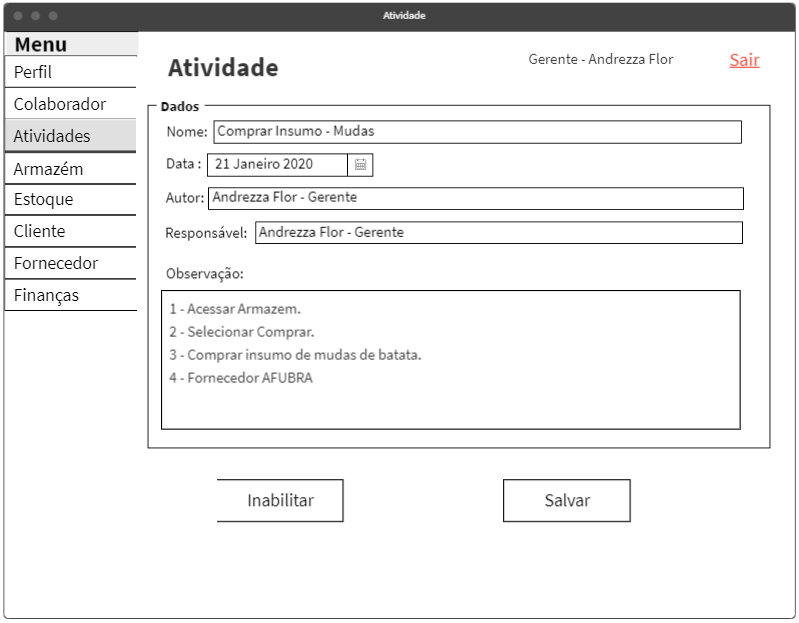 Atividade
Menu
Perfil
Colaborador
Atividades
Armazém
Estoque
Cliente
Fornecedor
Finanças
Atividade
Gerente - Andrezza Flor
Sair
Dados
Nome: Comprar Insumo - Mudas
Data : 21 Janeiro 2020
Autor: Andrezza Flor - Gerente
Responsável: Andrezza Flor - Gerente
Observação:
1 - Acessar Armazem.
2 - Selecionar Comprar.
3 - Comprar insumo de mudas de batata.
4 - Fornecedor AFUBRA
Inabilitar
Salvar